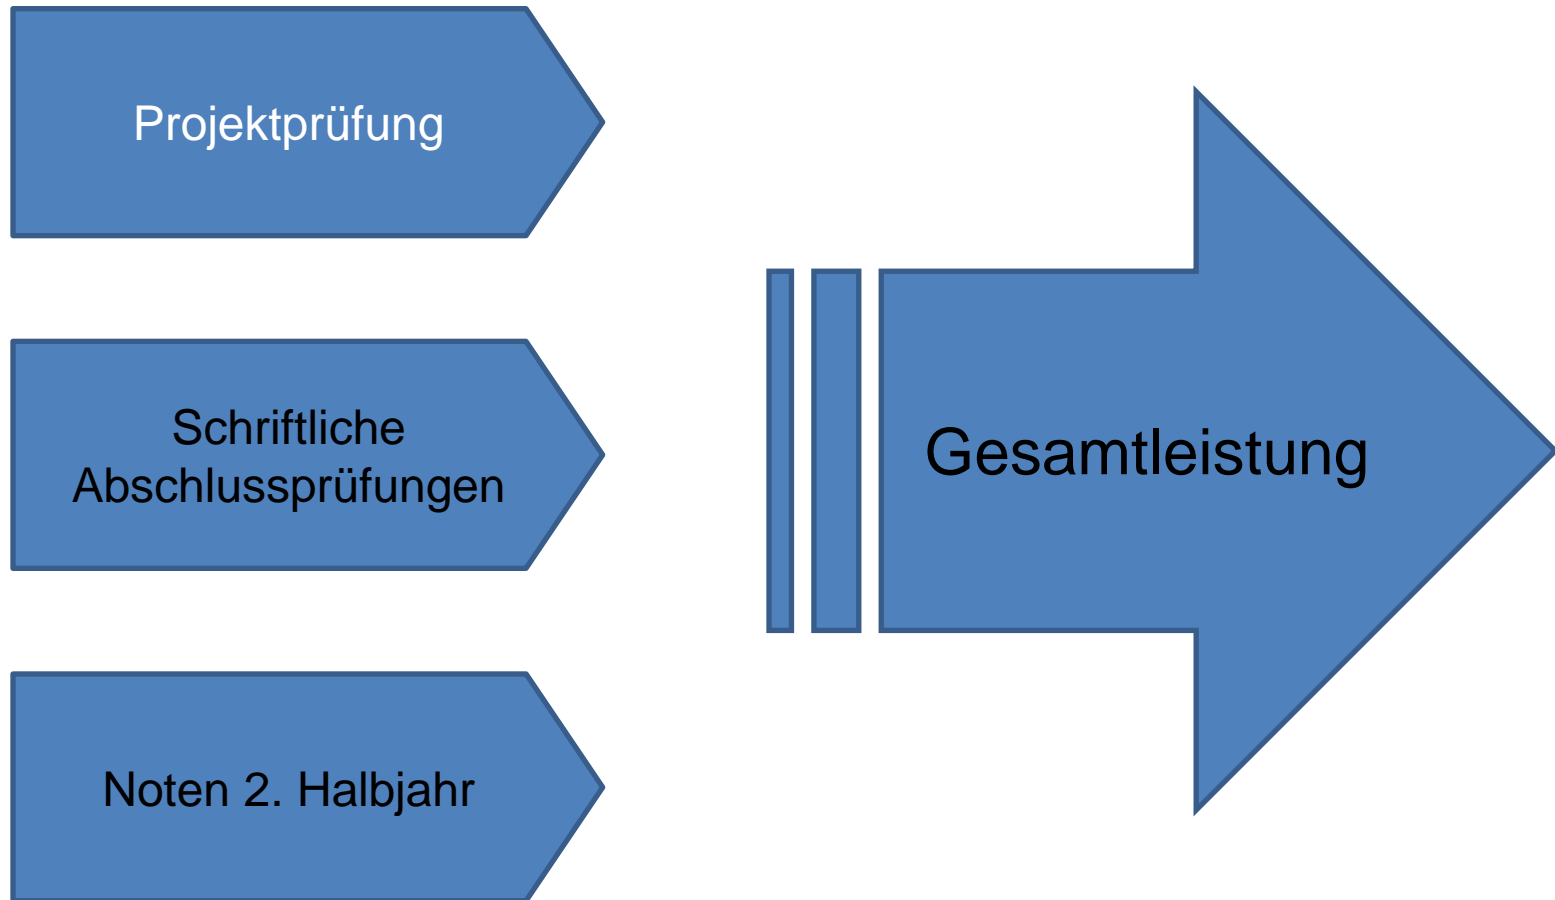 Projektprüfung
Schriftliche
Abschlussprüfungen
Noten 2. Halbjahr
Gesamtleistung